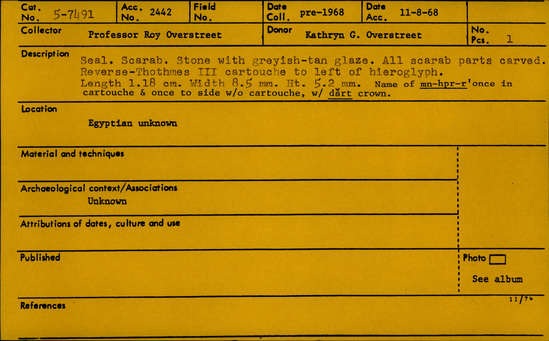 Cat. No. 5-7491 Acc. No. 2442 Field No. Date Coll. pre-1968 Date Acc. 11-8-68
Collector Professor Roy Overstreet Donor Kathryn G. Overstreet No. Pcs. 1
Description Seal. Scarab. Stone with greyish-tan glaze. All scarab parts carved.
Reverse-Thothmes III cartouche to left of hieroglyph.
Length 1.18 cm. Width 8.5 mm. Ht. 5.2 mm. Name of mn-hpr-r' once in
cartouche & once to side w/o cartouche, w/ dšrt crown.
Location
Egyptian unknown
Material and techniques
Archaeological context/Associations
Unknown
Attributions of dates, culture and use
Published
Photo
See album
References
11/74